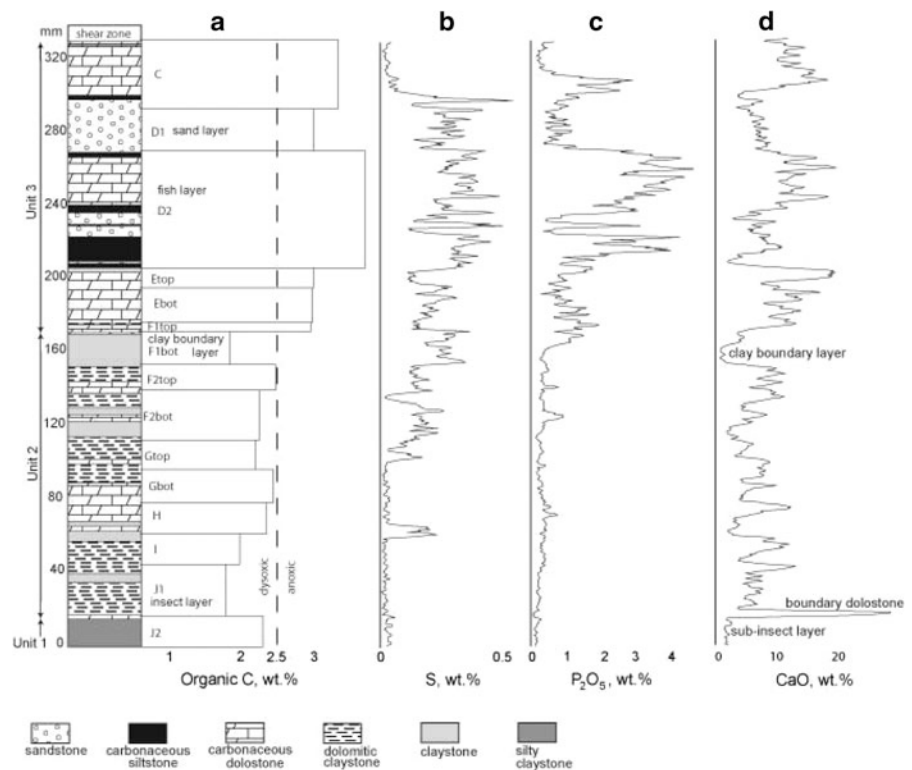 a
b
c
d
mm
320
280
240
200
160
120
80
40
0
Unit 3
Unit 2
Unit 1
shear zone
C
D1 sand layer
fish layer
D2
Etop
Ebot
F1top
clay boundary
F1bot layer
F2top
F2bot
Gtop
Gbot
H
I
J1
insect layer
J2
dysoxic
anoxic
clay boundary layer
boundary dolostone
sub-insect layer
1 2 2.5 3
Organic C, wt.%
0 0.5
S, wt.%
0 1 2 3 4
P₂O₅, wt.%
0 10 20
CaO, wt.%
sandstone
carbonaceous
siltstone
carbonaceous
dolostone
dolomitic
claystone
claystone
silty
claystone